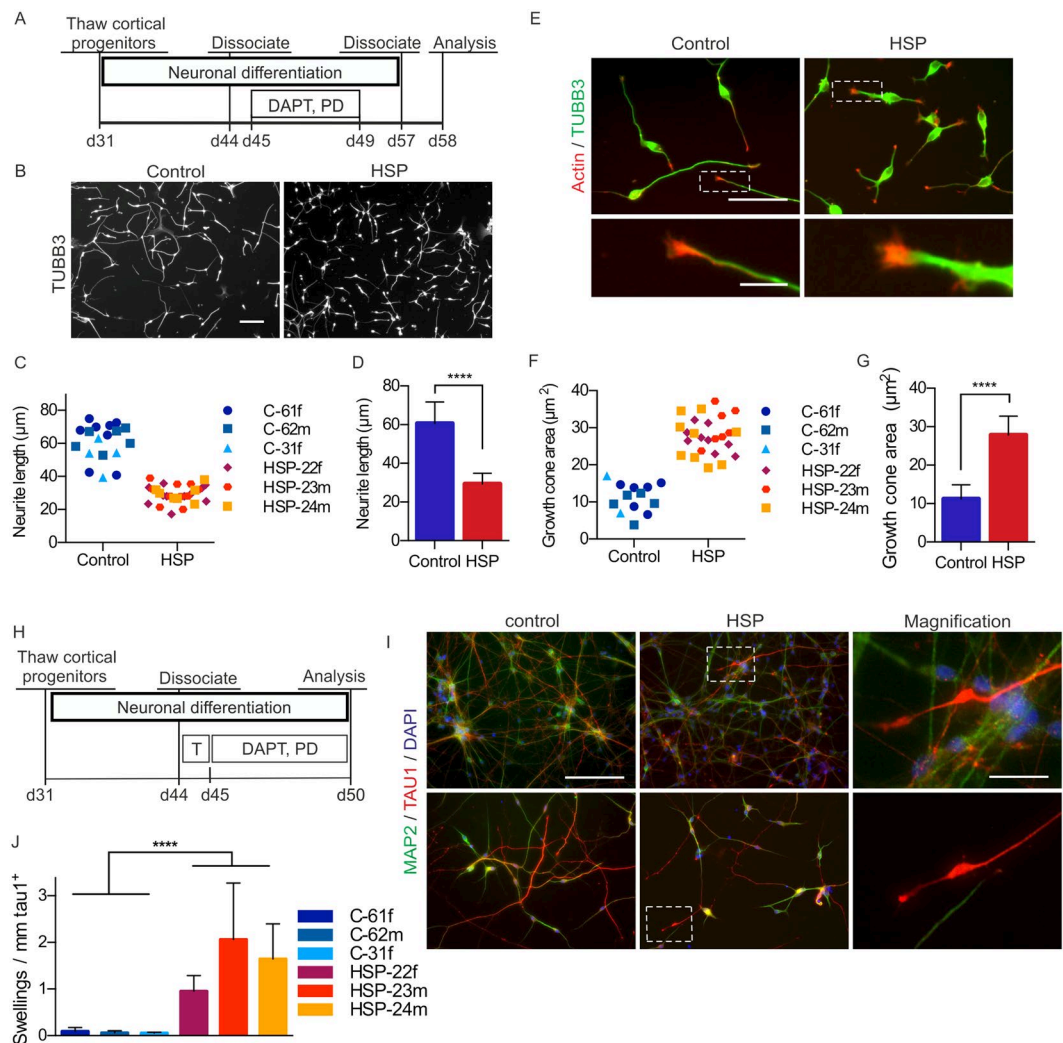 A
Thaw cortical
progenitors
Dissociate
Dissociate
Analysis
Neuronal differentiation
DAPT, PD
d31
d44
d45
d49
d57
d58
B
Control
HSP
TUBB3
C
Neurite length (µm)
80
60
40
20
0
Control
HSP
C-61f
C-62m
C-31f
HSP-22f
HSP-23m
HSP-24m
D
Neurite length (µm)
80
60
40
20
0
****
Control HSP
E
Control
HSP
Actin / TUBB3
F
Growth cone area (µm²)
40
30
20
10
0
Control
HSP
C-61f
C-62m
C-31f
HSP-22f
HSP-23m
HSP-24m
G
Growth cone area (µm²)
40
30
20
10
0
****
Control HSP
H
Thaw cortical
progenitors
Dissociate
Analysis
Neuronal differentiation
T
DAPT, PD
d31
d44
d45
d50
I
control
HSP
Magnification
MAP2 / TAU1 / DAPI
J
Swellings / mm tau1⁺
3
2
1
0
****
C-61f
C-62m
C-31f
HSP-22f
HSP-23m
HSP-24m